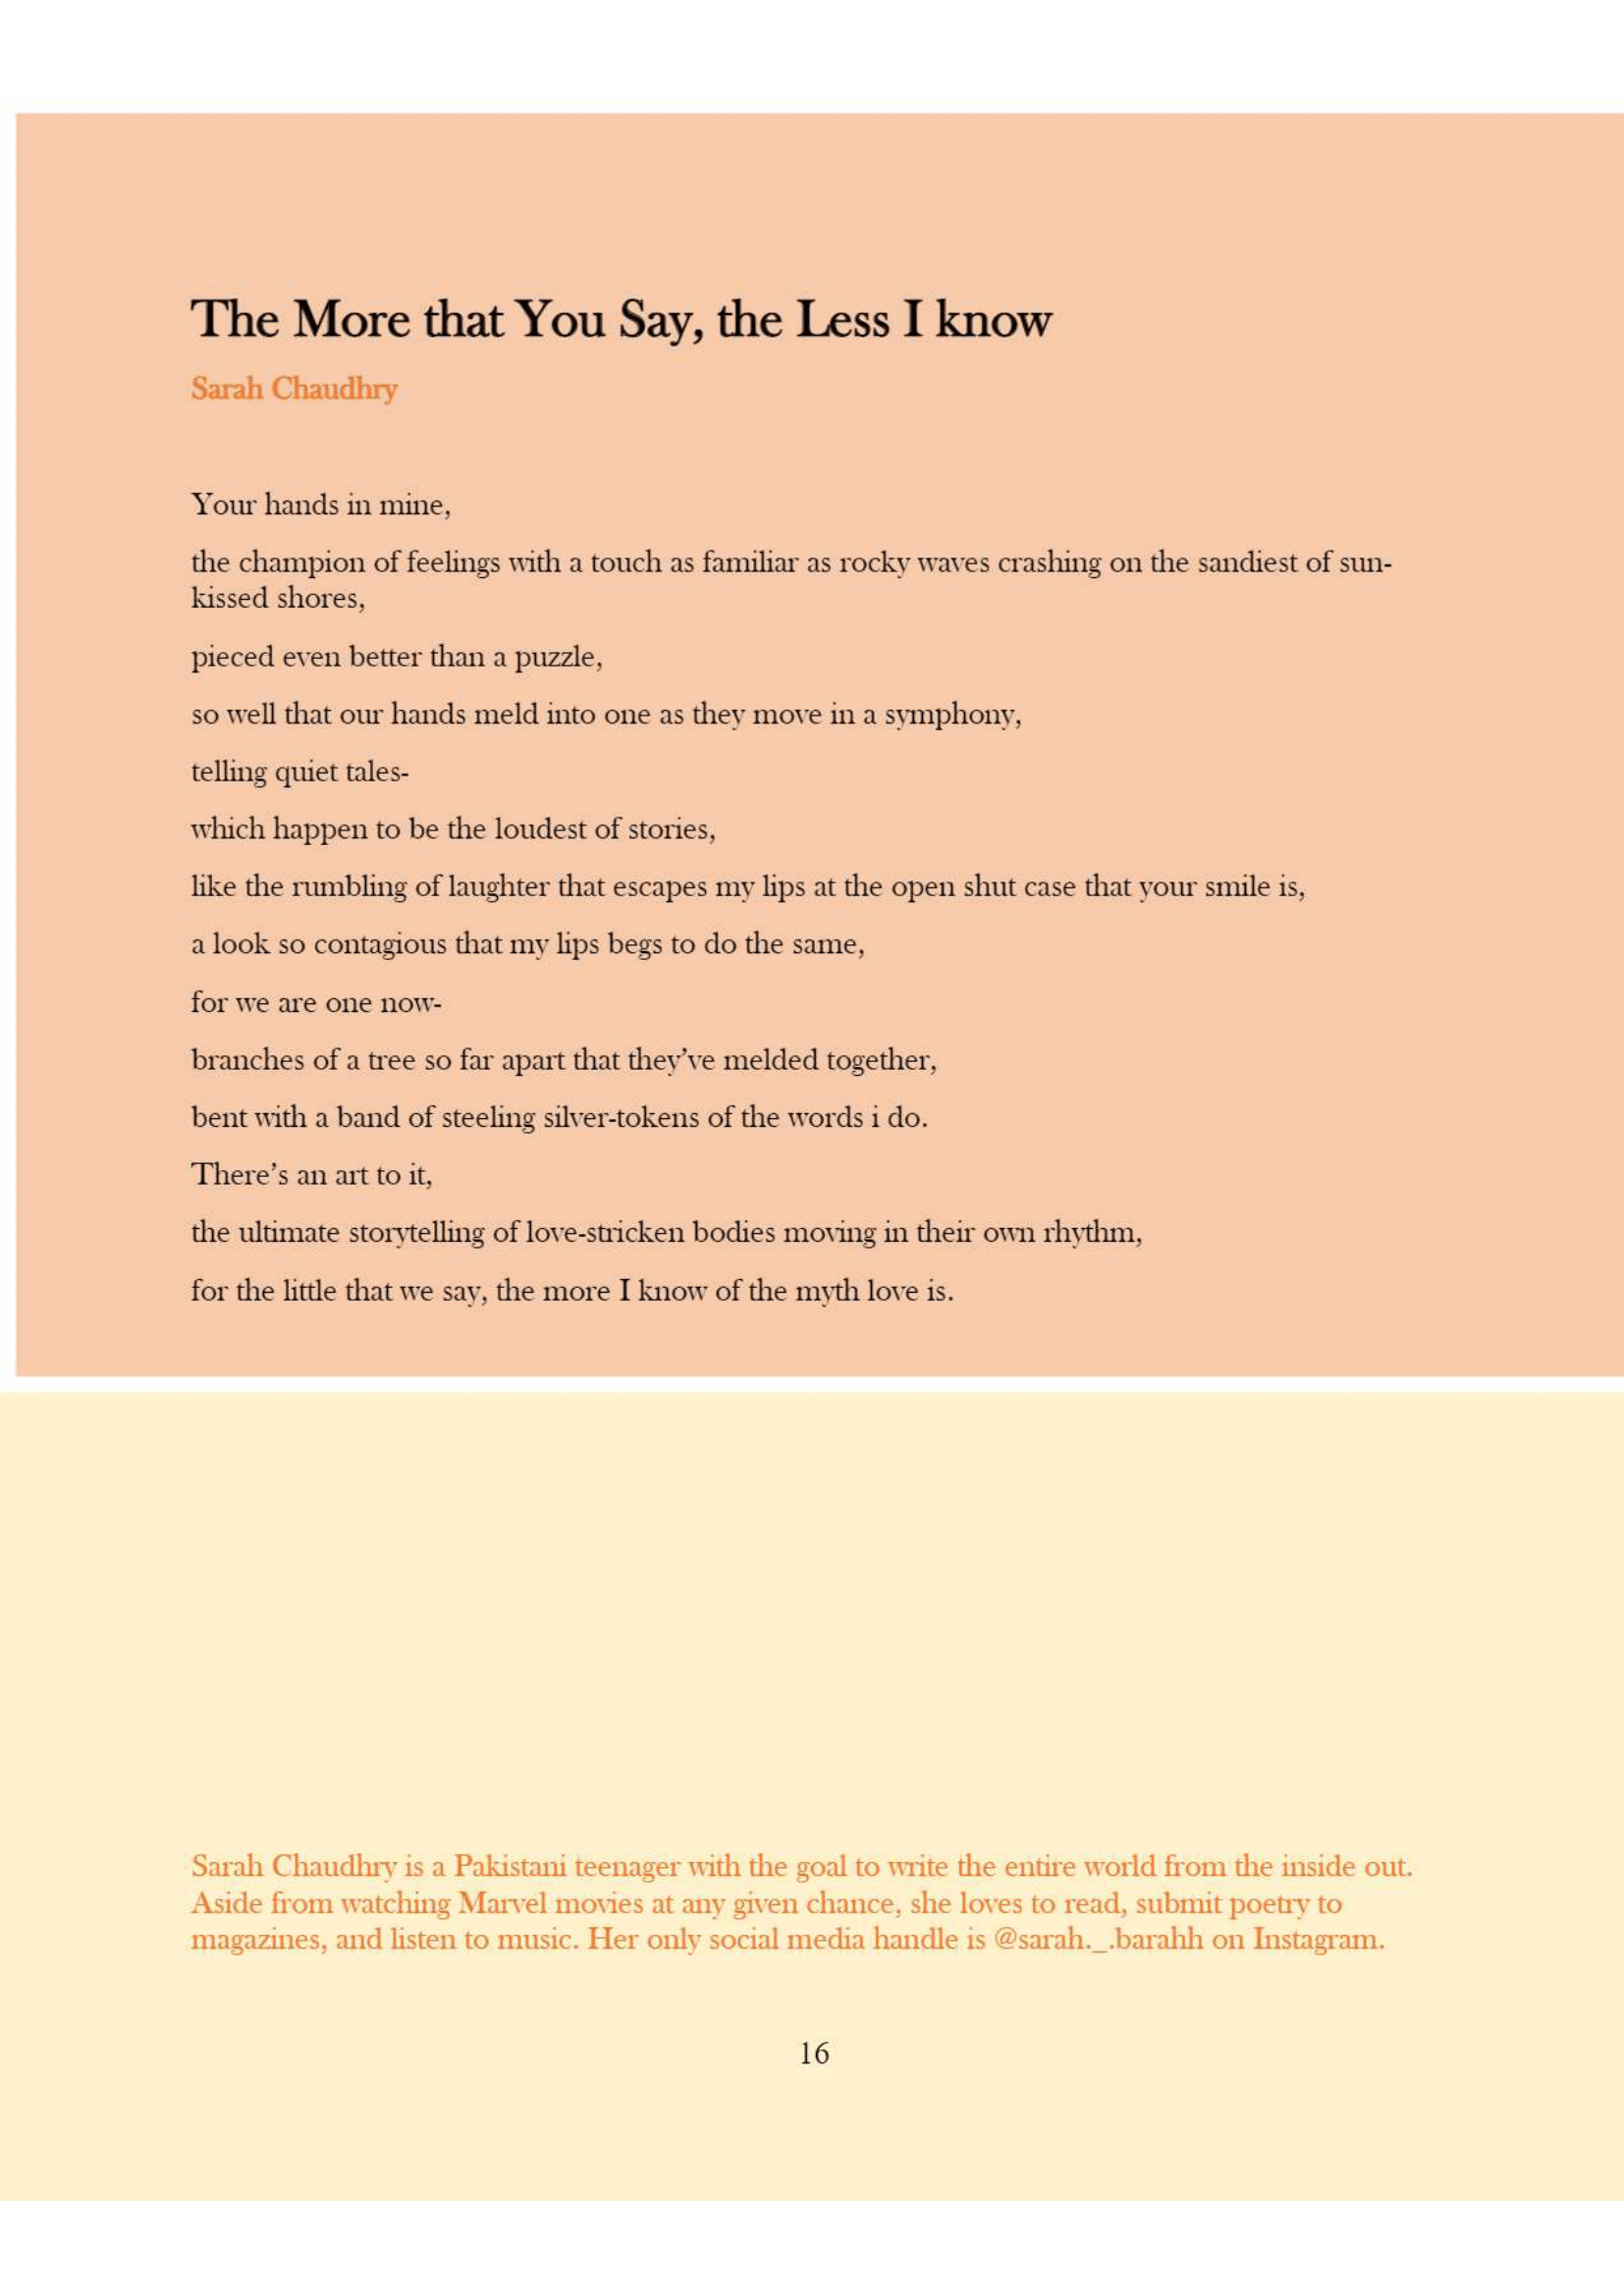 The More that You Say, the Less I know
Sarah Chaudhry
Your hands in mine,
the champion of feelings with a touch as familiar as rocky waves crashing on the sandiest of sun-
kissed shores,
pieced even better than a puzzle,
so well that our hands meld into one as they move in a symphony,
telling quiet tales-
which happen to be the loudest of stories,
like the rumbling of laughter that escapes my lips at the open shut case that your smile is,
a look so contagious that my lips begs to do the same,
for we are one now-
branches of a tree so far apart that they’ve melded together,
bent with a band of steeling silver-tokens of the words i do.
There’s an art to it,
the ultimate storytelling of love-stricken bodies moving in their own rhythm,
for the little that we say, the more I know of the myth love is.
Sarah Chaudhry is a Pakistani teenager with the goal to write the entire world from the inside out.
Aside from watching Marvel movies at any given chance, she loves to read, submit poetry to
magazines, and listen to music. Her only social media handle is @sarah._.barahh on Instagram.
16